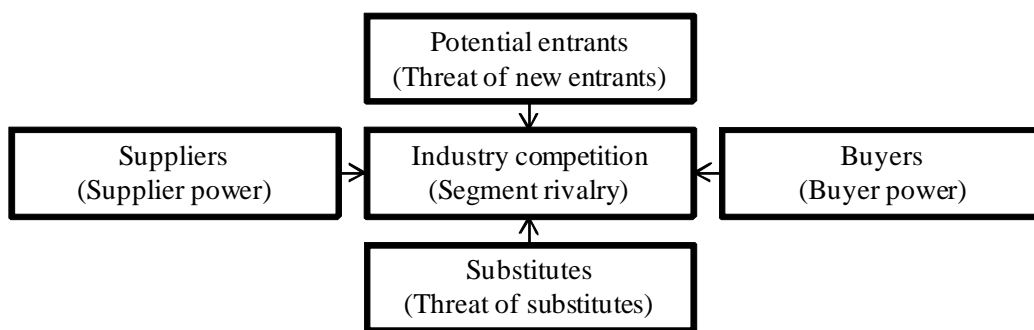 Potential entrants
(Threat of new entrants)
Suppliers
(Supplier power)
Industry competition
(Segment rivalry)
Buyers
(Buyer power)
Substitutes
(Threat of substitutes)